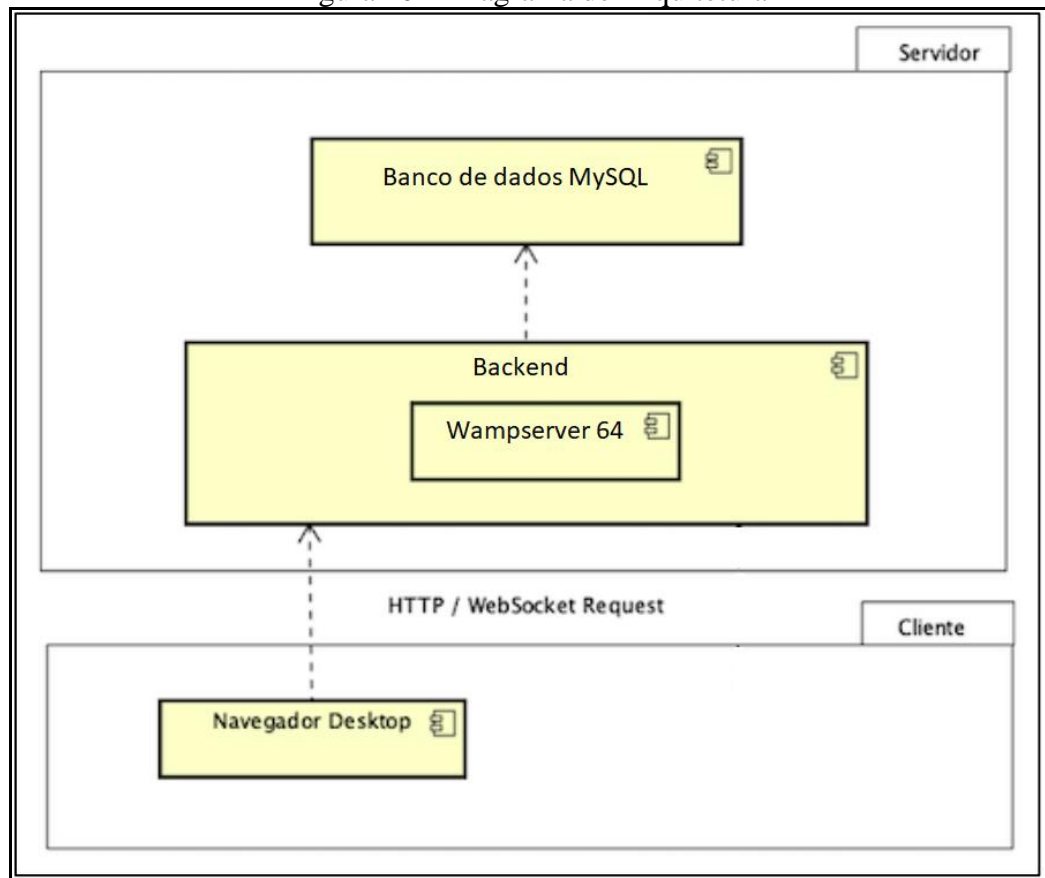 Servidor
Banco de dados MySQL
Backend
Wampserver 64
HTTP / WebSocket Request
Cliente
Navegador Desktop